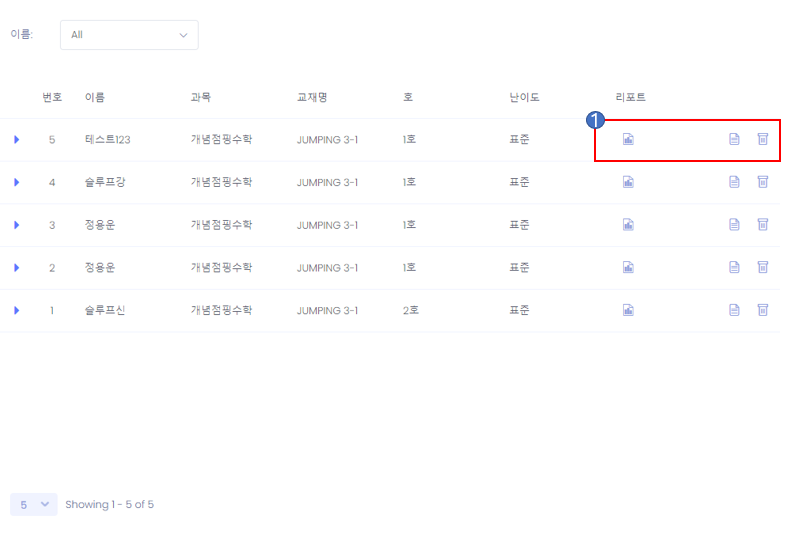 이름: All
번호 이름 과목 교재명 호 난이도 리포트
1
5 테스트123 개념점핑수학 JUMPING 3-1 1호 표준
4 슬루프강 개념점핑수학 JUMPING 3-1 1호 표준
3 정용운 개념점핑수학 JUMPING 3-1 1호 표준
2 정용운 개념점핑수학 JUMPING 3-1 1호 표준
1 슬루프신 개념점핑수학 JUMPING 3-1 2호 표준
5 Showing 1 - 5 of 5